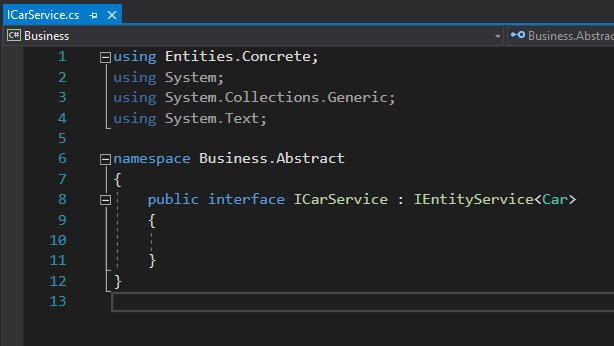 ICarService.cs
C# Business
Business.Abstrac
1 using Entities.Concrete;
2 using System;
3 using System.Collections.Generic;
4 using System.Text;
5
6 namespace Business.Abstract
7 {
8 public interface ICarService : IEntityService<Car>
9 {
10
11 }
12 }
13